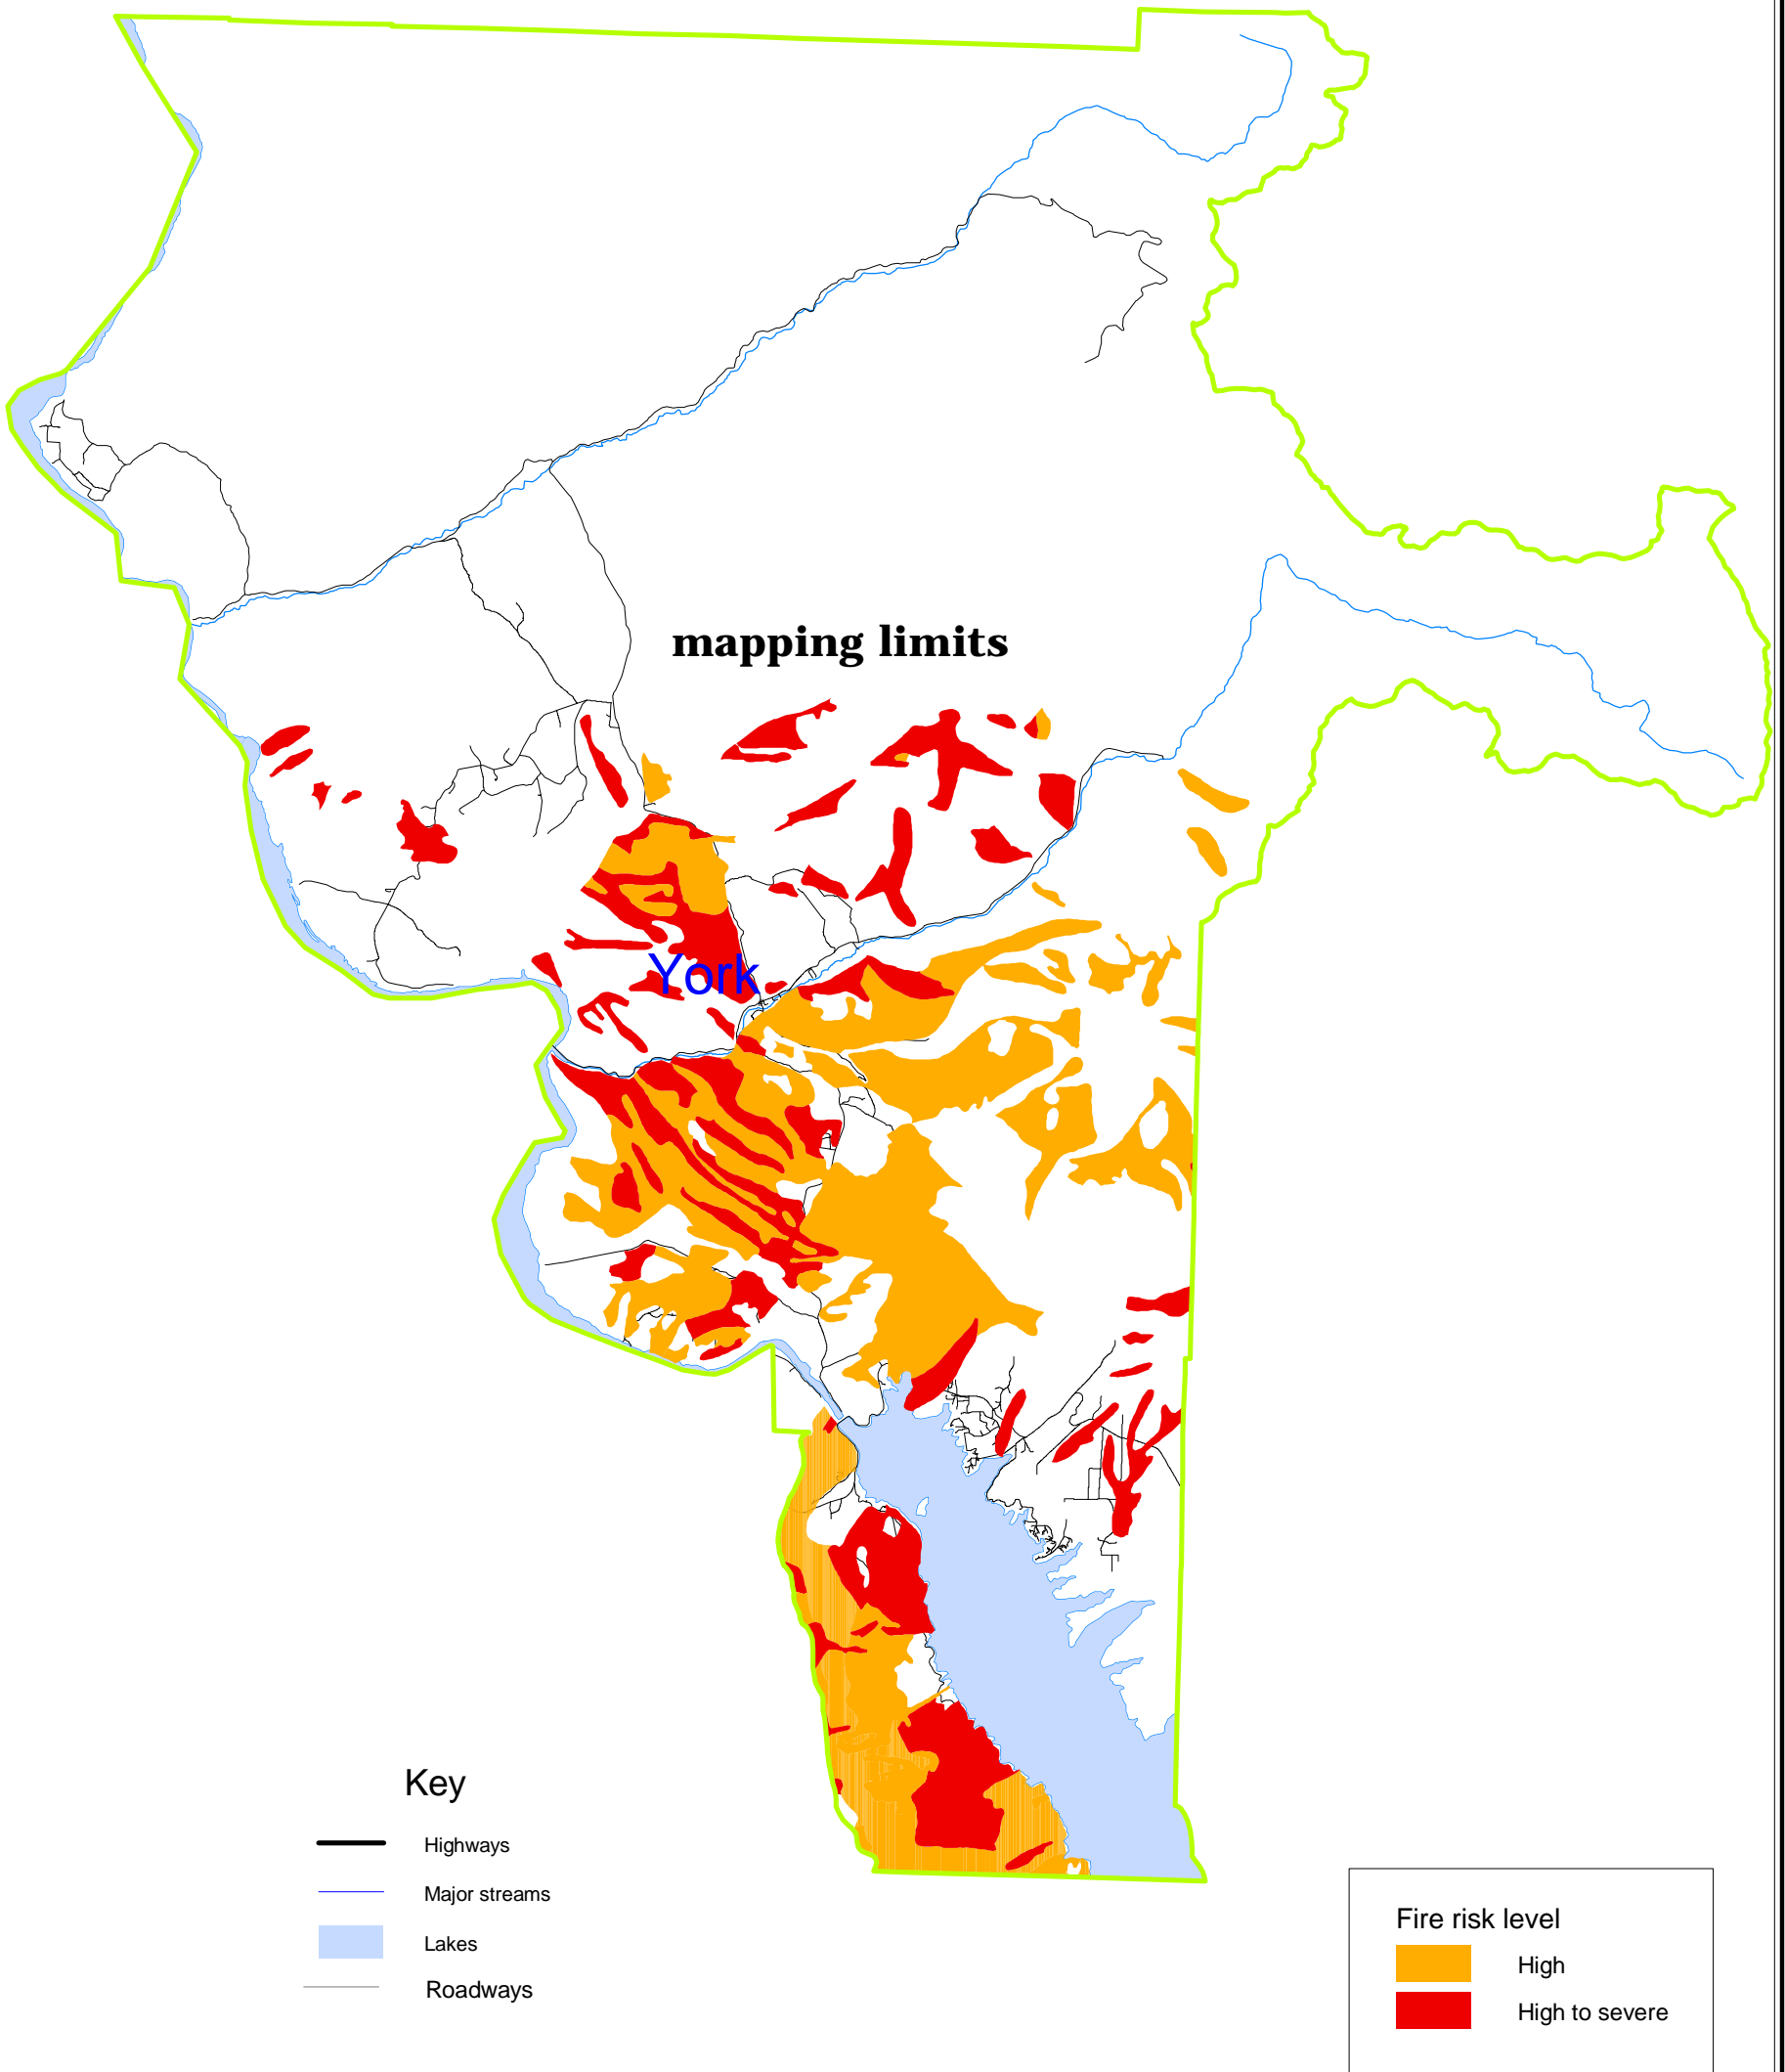 mapping limits
York
Key
Highways
Major streams
Lakes
Roadways
Fire risk level
High
High to severe